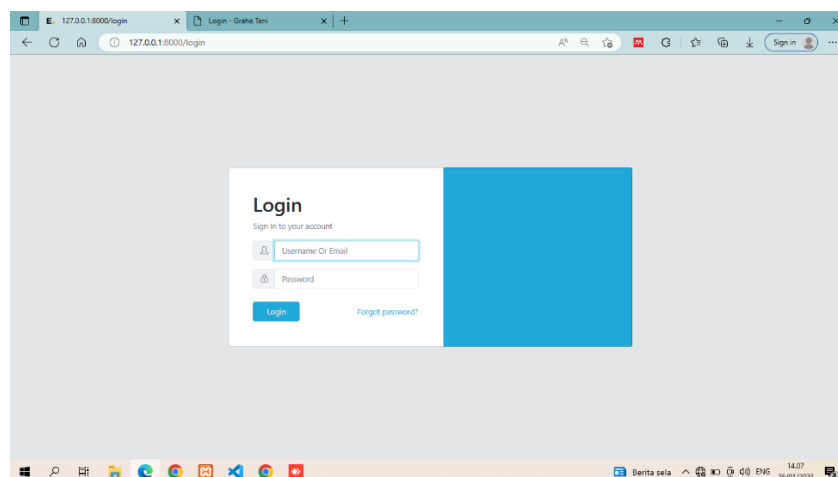 E. 127.0.0.1:8000/login
Login - Graha Tani
127.0.0.1:8000/login
Sign in
Login
Sign In to your account
Username Or Email
Password
Login
Forgot password?
Berita sela
ENG
14.07